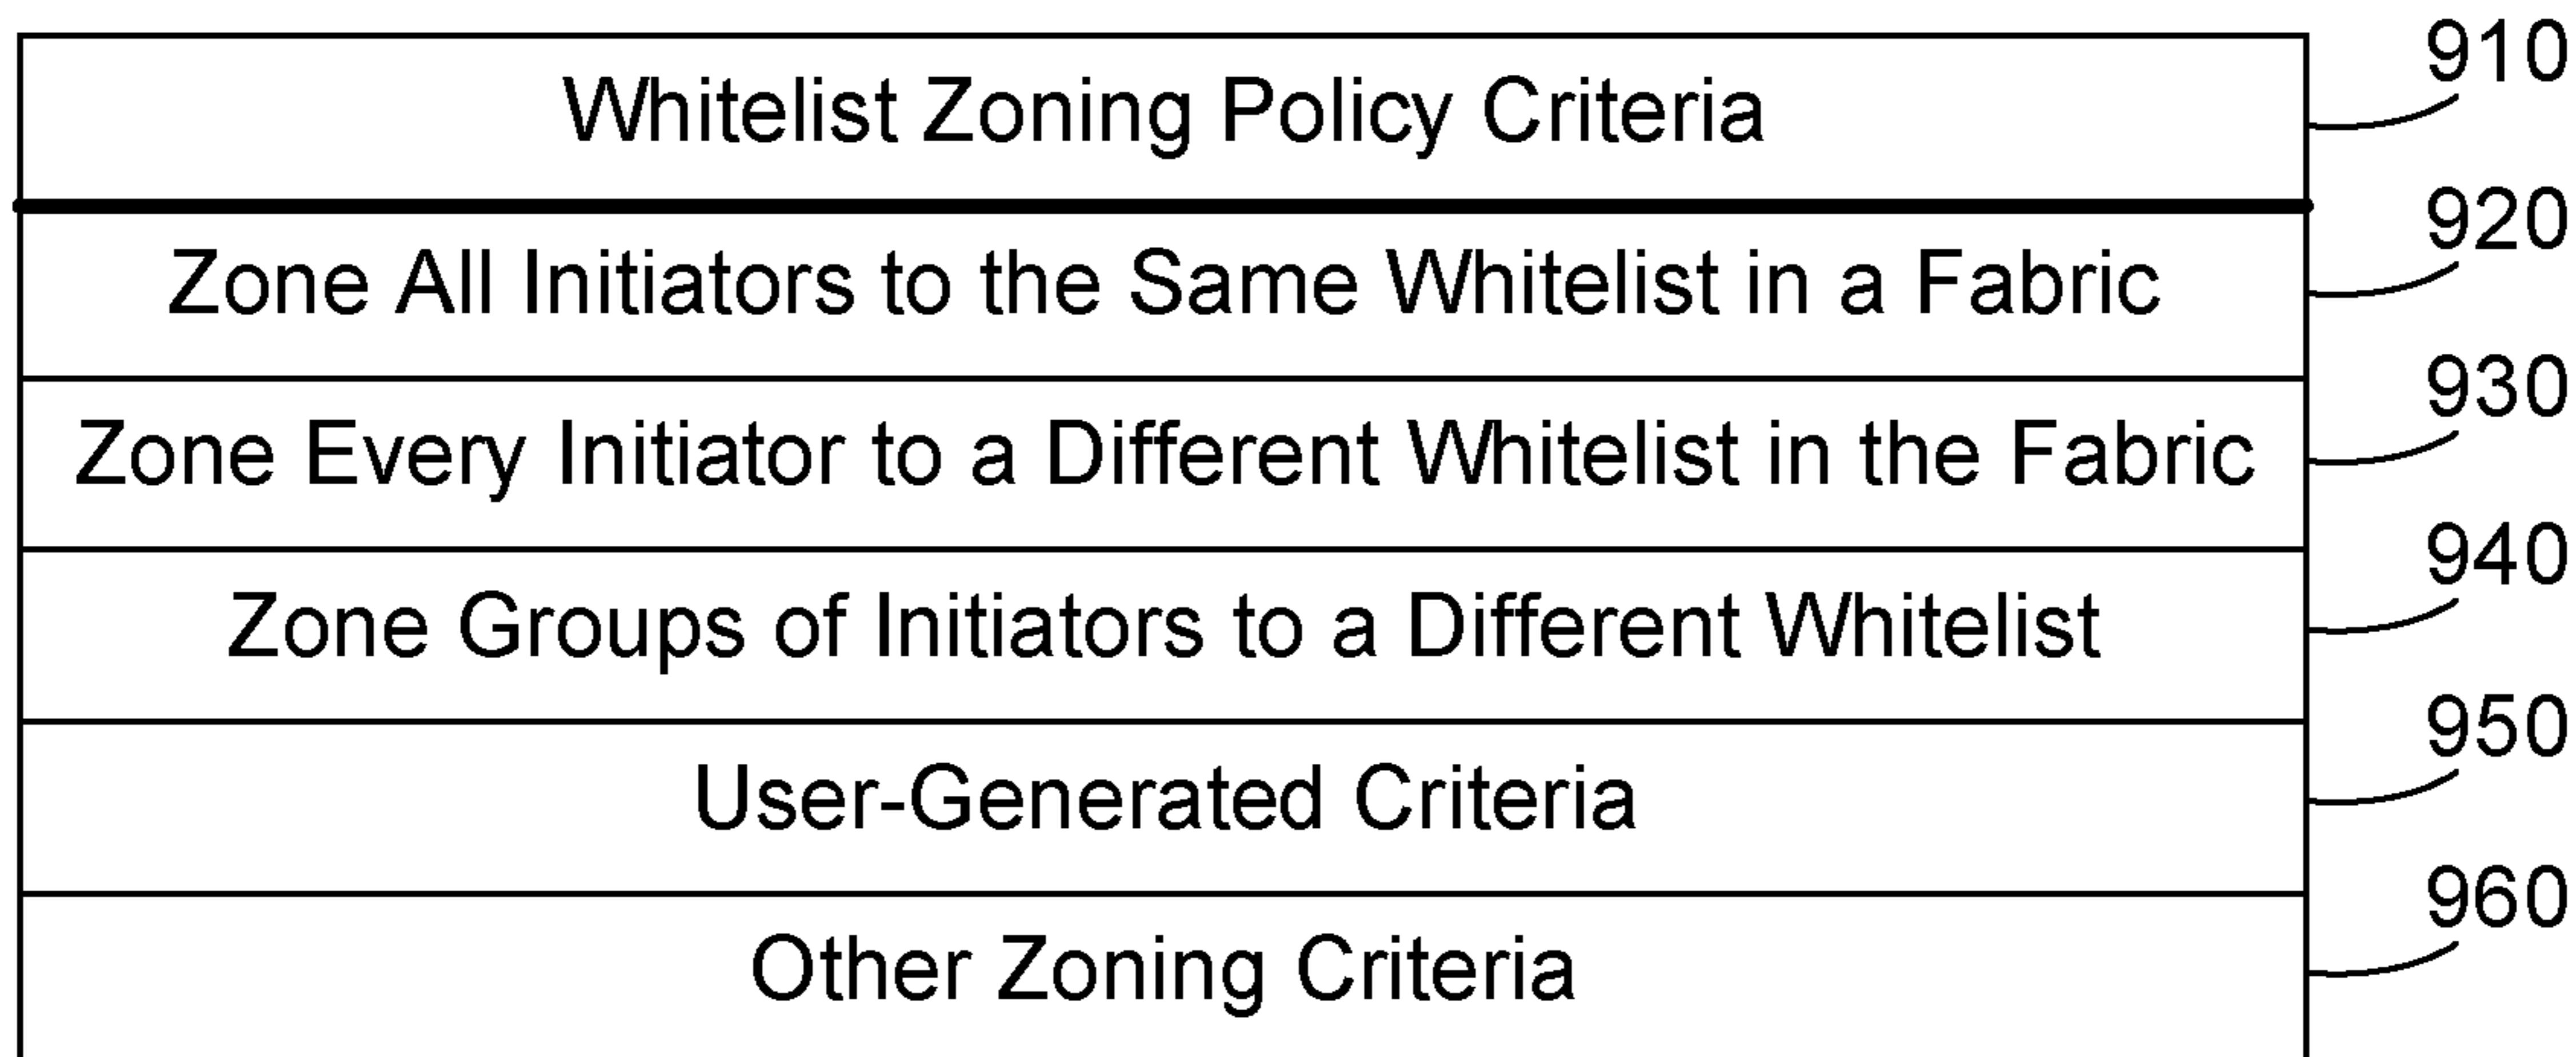 Whitelist Zoning Policy Criteria 910
Zone All Initiators to the Same Whitelist in a Fabric 920
Zone Every Initiator to a Different Whitelist in the Fabric 930
Zone Groups of Initiators to a Different Whitelist 940
User-Generated Criteria 950
Other Zoning Criteria 960